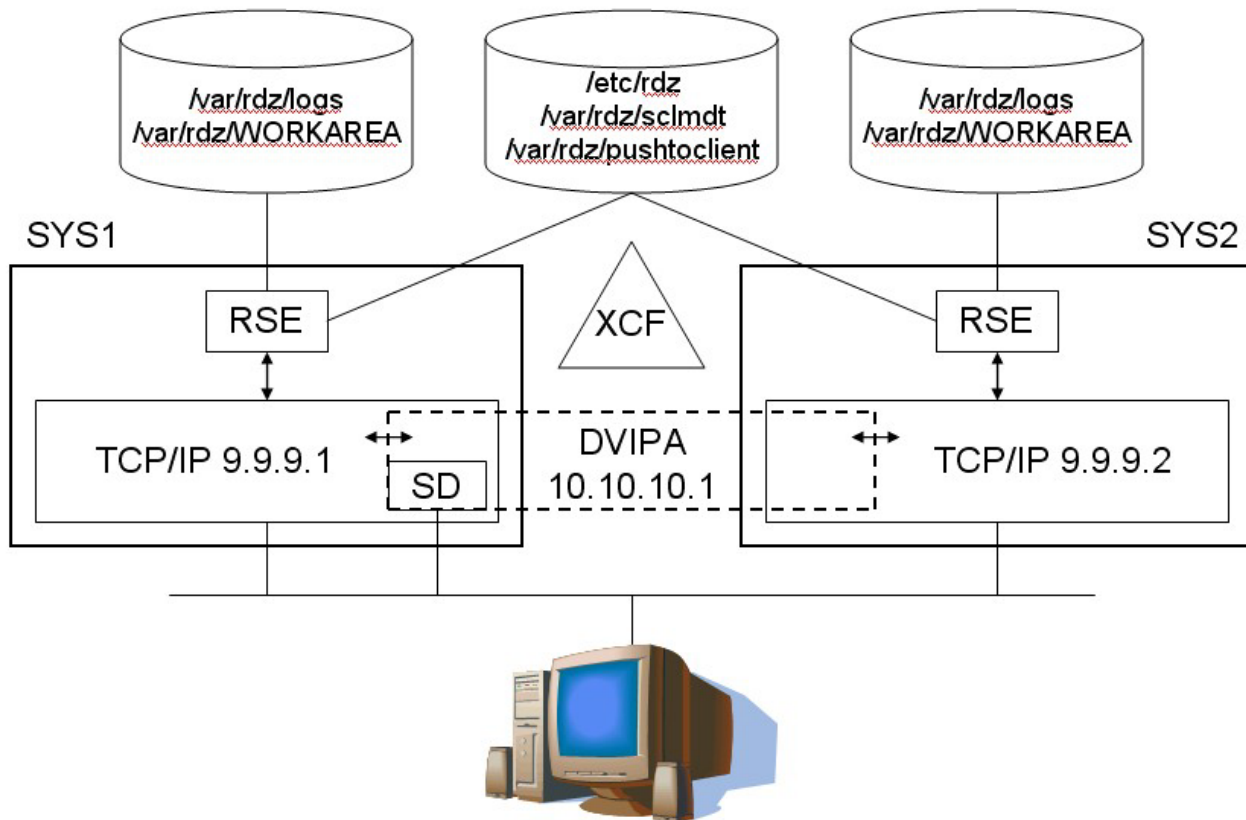 /var/rdz/logs
/var/rdz/WORKAREA
/etc/rdz
/var/rdz/sclmdt
/var/rdz/pushtoclient
/var/rdz/logs
/var/rdz/WORKAREA
SYS1
SYS2
RSE
XCF
RSE
TCP/IP 9.9.9.1
SD
DVIPA
10.10.10.1
TCP/IP 9.9.9.2